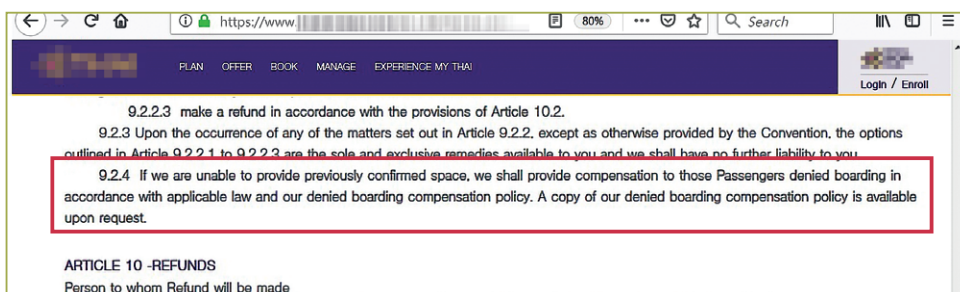 https://www.
80%
Search
PLAN OFFER BOOK MANAGE EXPERIENCE MY THAI
Login / Enroll
9.2.2.3 make a refund in accordance with the provisions of Article 10.2.
9.2.3 Upon the occurrence of any of the matters set out in Article 9.2.2, except as otherwise provided by the Convention, the options
outlined in Article 9.2.2.1 to 9.2.2.3 are the sole and exclusive remedies available to you and we shall have no further liability to you.
9.2.4 If we are unable to provide previously confirmed space, we shall provide compensation to those Passengers denied boarding in
accordance with applicable law and our denied boarding compensation policy. A copy of our denied boarding compensation policy is available
upon request.
ARTICLE 10 -REFUNDS
Person to whom Refund will be made